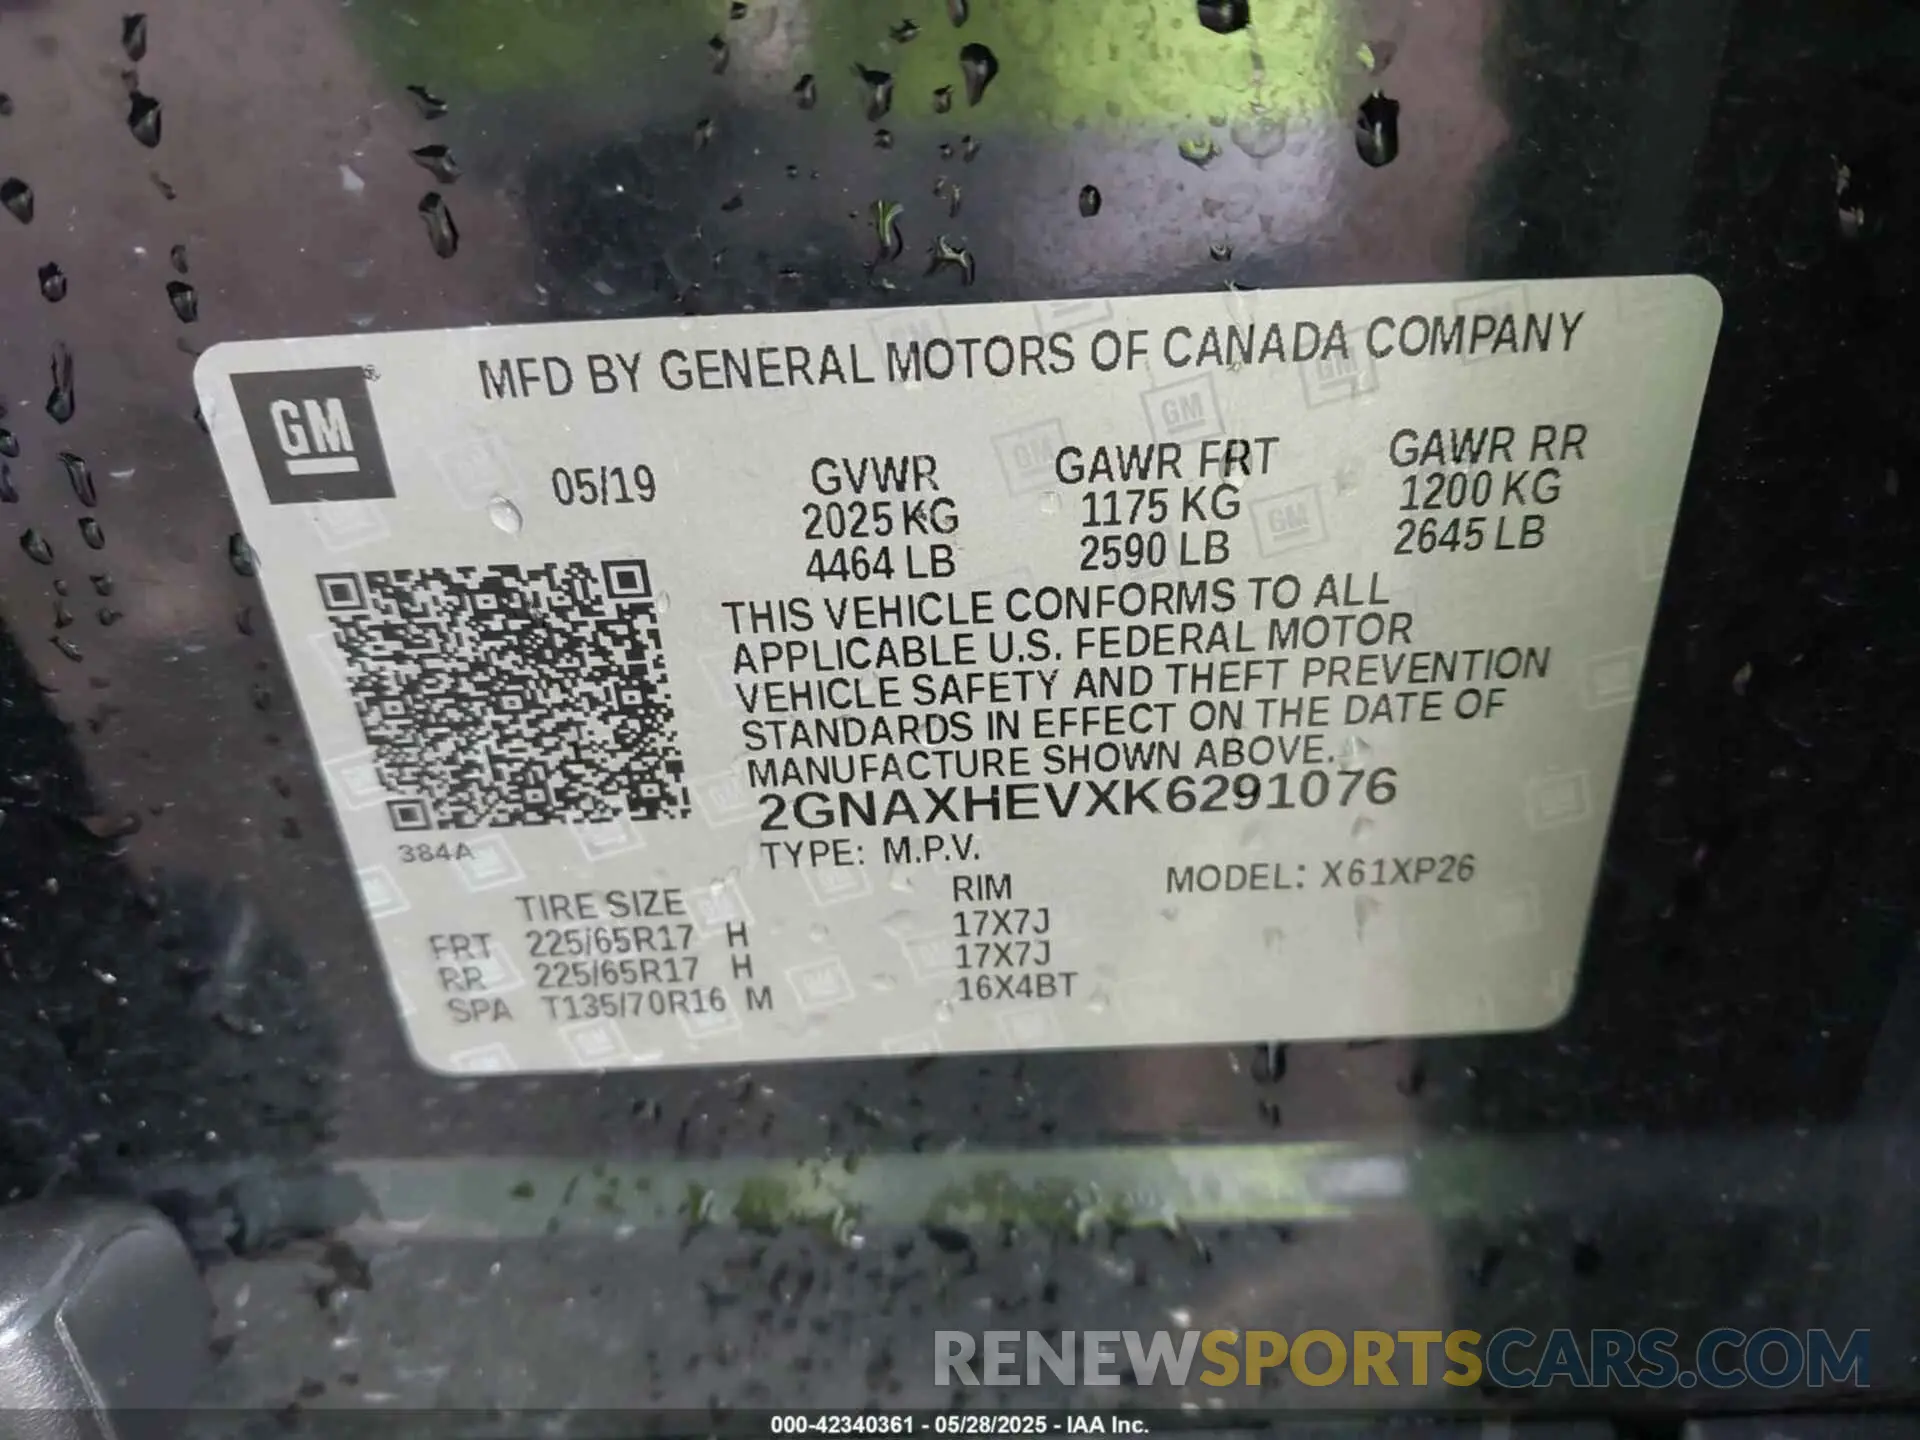 MFD BY GENERAL MOTORS OF CANADA COMPANY
GM
®
05/19
GVWR
2025 KG
4464 LB
GAWR FRT
1175 KG
2590 LB
GAWR RR
1200 KG
2645 LB
THIS VEHICLE CONFORMS TO ALL
APPLICABLE U.S. FEDERAL MOTOR
VEHICLE SAFETY AND THEFT PREVENTION
STANDARDS IN EFFECT ON THE DATE OF
MANUFACTURE SHOWN ABOVE.
2GNAXHEVXK6291076
384A
TYPE: M.P.V.
MODEL: X61XP26
TIRE SIZE RIM
FRT 225/65R17 H 17X7J
RR 225/65R17 H 17X7J
SPA T135/70R16 M 16X4BT
RENEWSPORTSCARS.COM
000-42340361 - 05/28/2025 - IAA Inc.